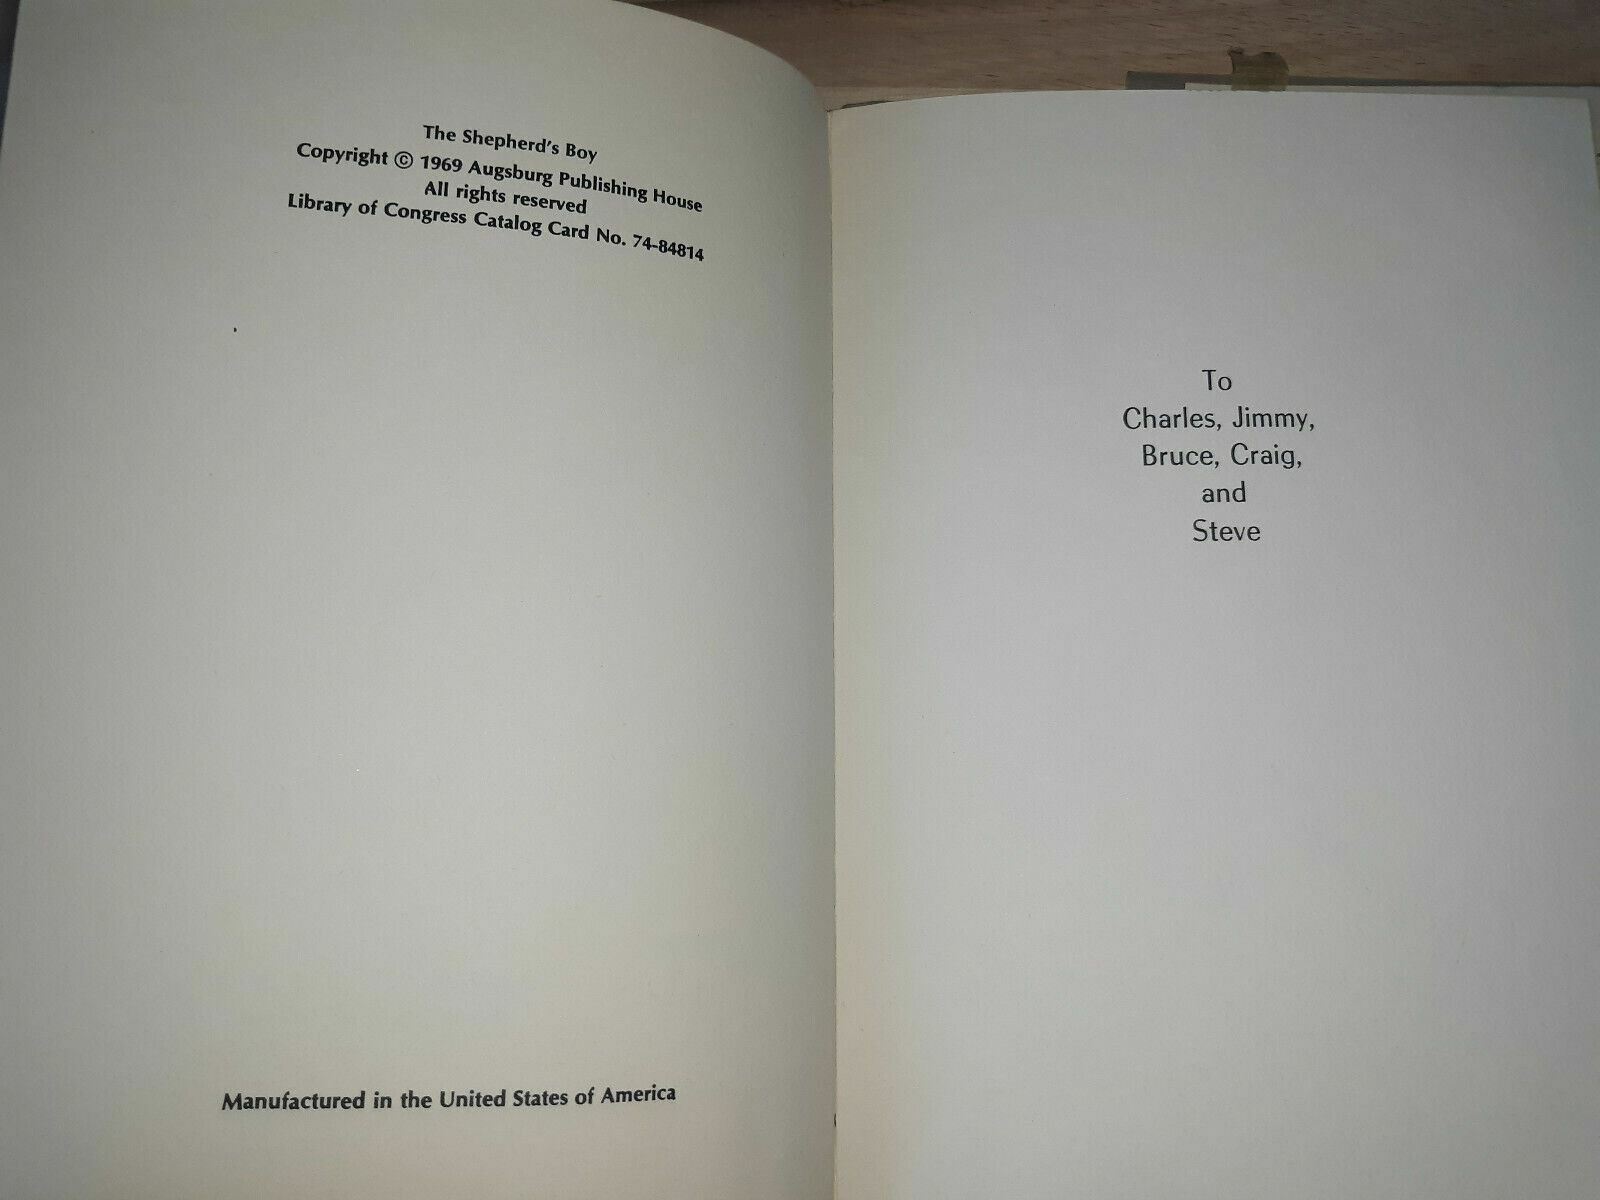 The Shepherd's Boy
Copyright © 1969 Augsburg Publishing House
All rights reserved
Library of Congress Catalog Card No. 74-84814
Manufactured in the United States of America
To
Charles, Jimmy,
Bruce, Craig,
and
Steve